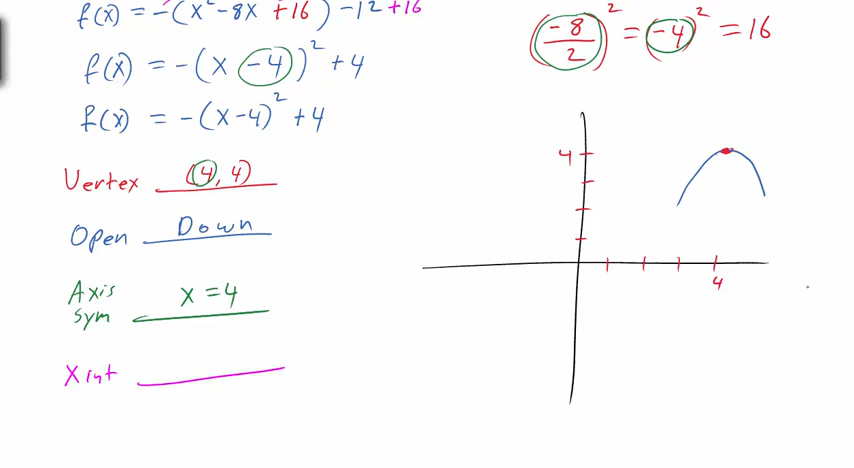 f(x) = -(x² - 8x + 16) - 12 + 16
(-8/2)² = (-4)² = 16
f(x) = -(x - 4)² + 4
f(x) = -(x-4)² + 4
Vertex (4, 4)
Open Down
Axis Sym x = 4
X int
4
4